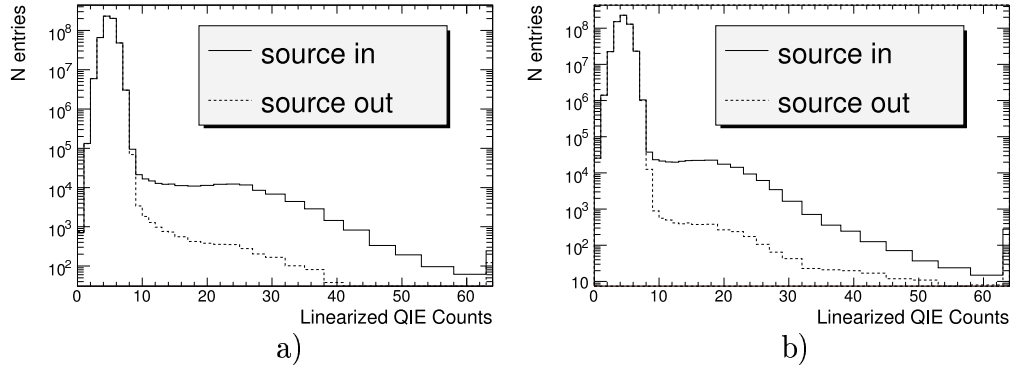 N entries
10^8
10^7
10^6
10^5
10^4
10^3
10^2
source in
source out
0 10 20 30 40 50 60
Linearized QIE Counts
a)
N entries
10^8
10^7
10^6
10^5
10^4
10^3
10^2
10
source in
source out
0 10 20 30 40 50 60
Linearized QIE Counts
b)